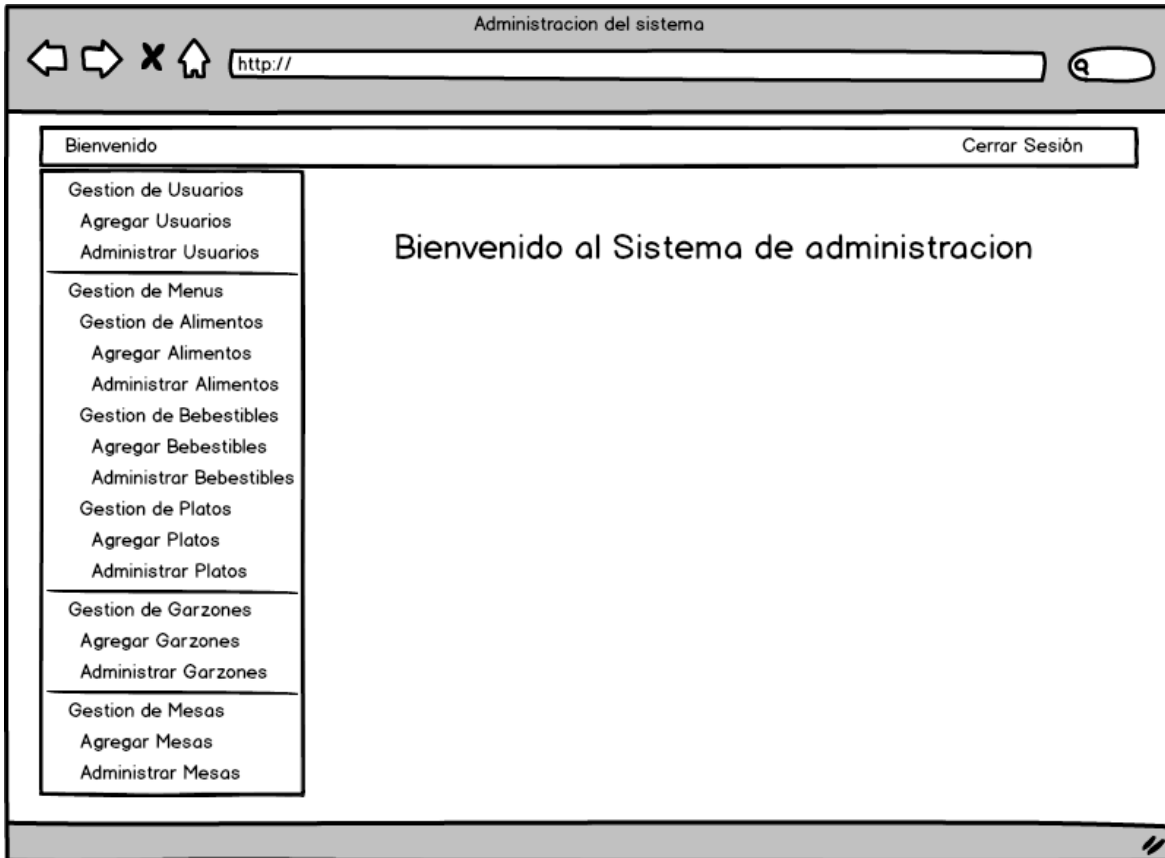 Administracion del sistema
http://
Bienvenido Cerrar Sesión
Gestion de Usuarios
Agregar Usuarios
Administrar Usuarios
Gestion de Menus
Gestion de Alimentos
Agregar Alimentos
Administrar Alimentos
Gestion de Bebestibles
Agregar Bebestibles
Administrar Bebestibles
Gestion de Platos
Agregar Platos
Administrar Platos
Gestion de Garzones
Agregar Garzones
Administrar Garzones
Gestion de Mesas
Agregar Mesas
Administrar Mesas
Bienvenido al Sistema de administracion